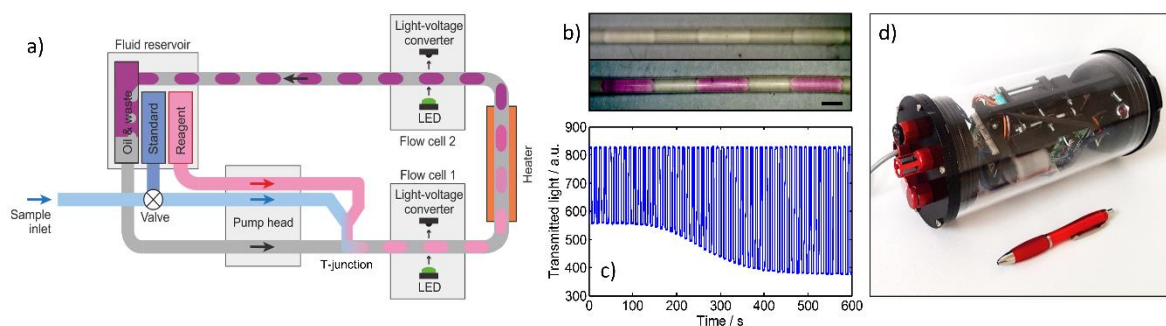 a)
Fluid reservoir
Oil & waste
Standard
Reagent
Sample
inlet
Valve
Pump head
T-junction
Light-voltage
converter
LED
Flow cell 2
Heater
Flow cell 1
Light-voltage
converter
LED
b)
c)
Transmitted light / a.u.
900
800
700
600
500
400
300
0
100
200
300
400
500
600
Time / s
d)